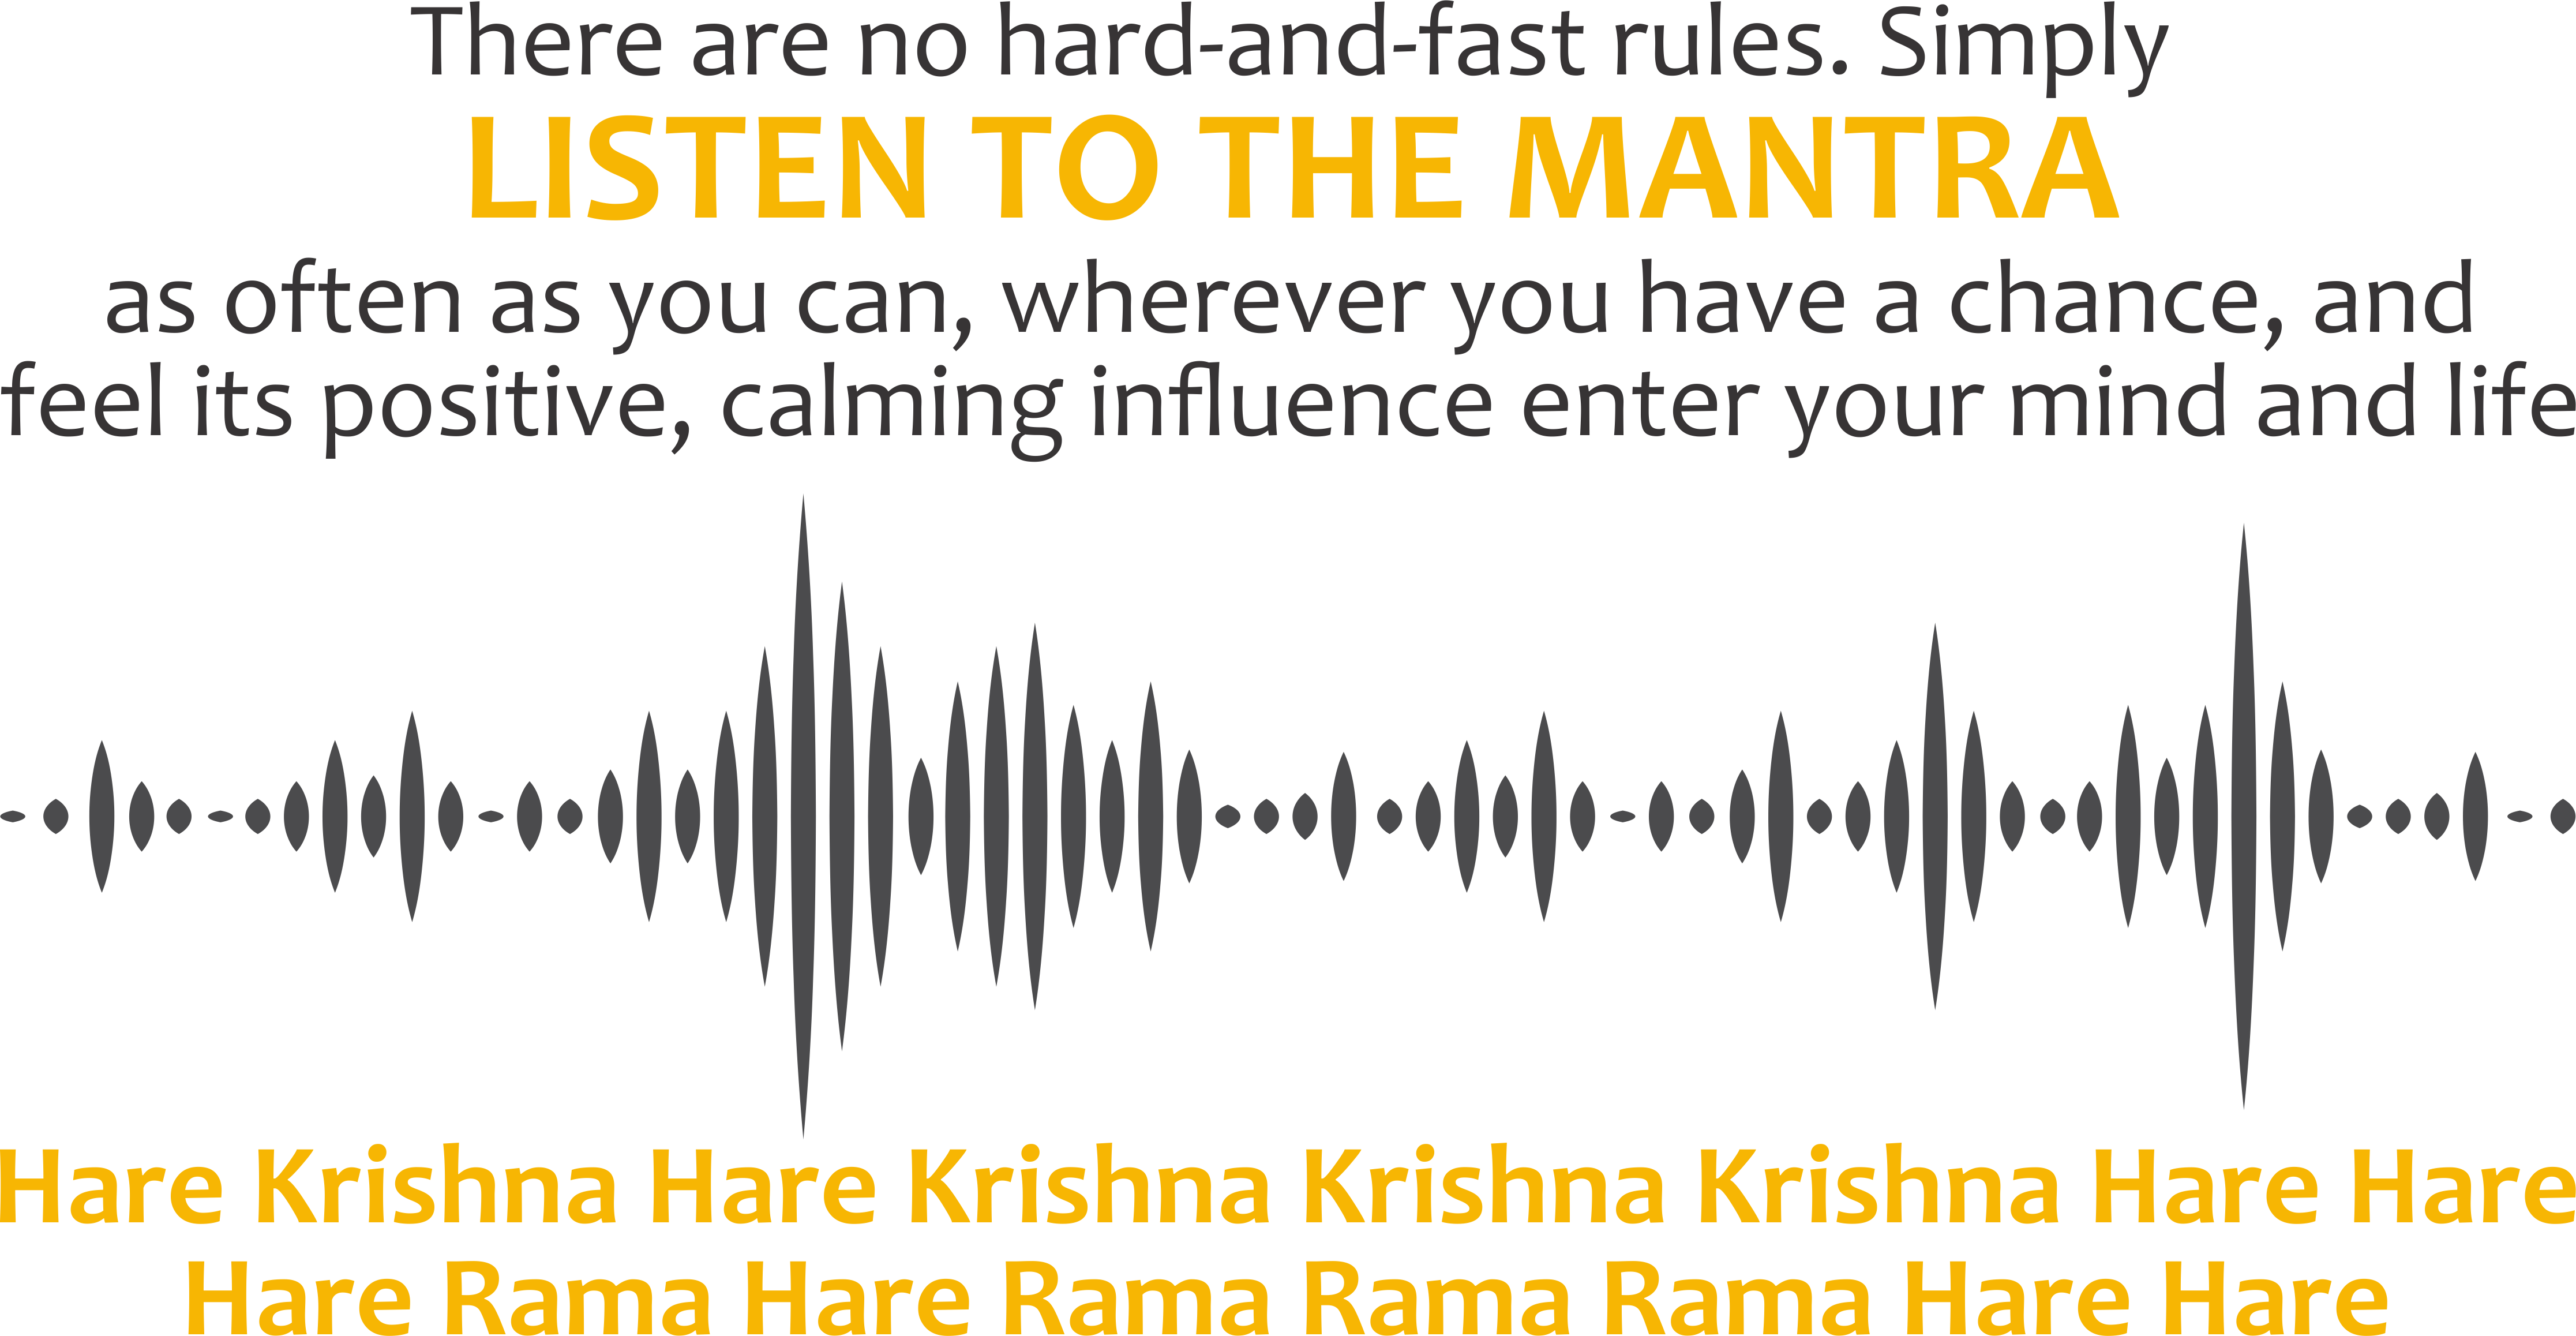 There are no hard-and-fast rules. Simply
LISTEN TO THE MANTRA
as often as you can, wherever you have a chance, and
feel its positive, calming influence enter your mind and life
Hare Krishna Hare Krishna Krishna Krishna Hare Hare
Hare Rama Hare Rama Rama Rama Hare Hare